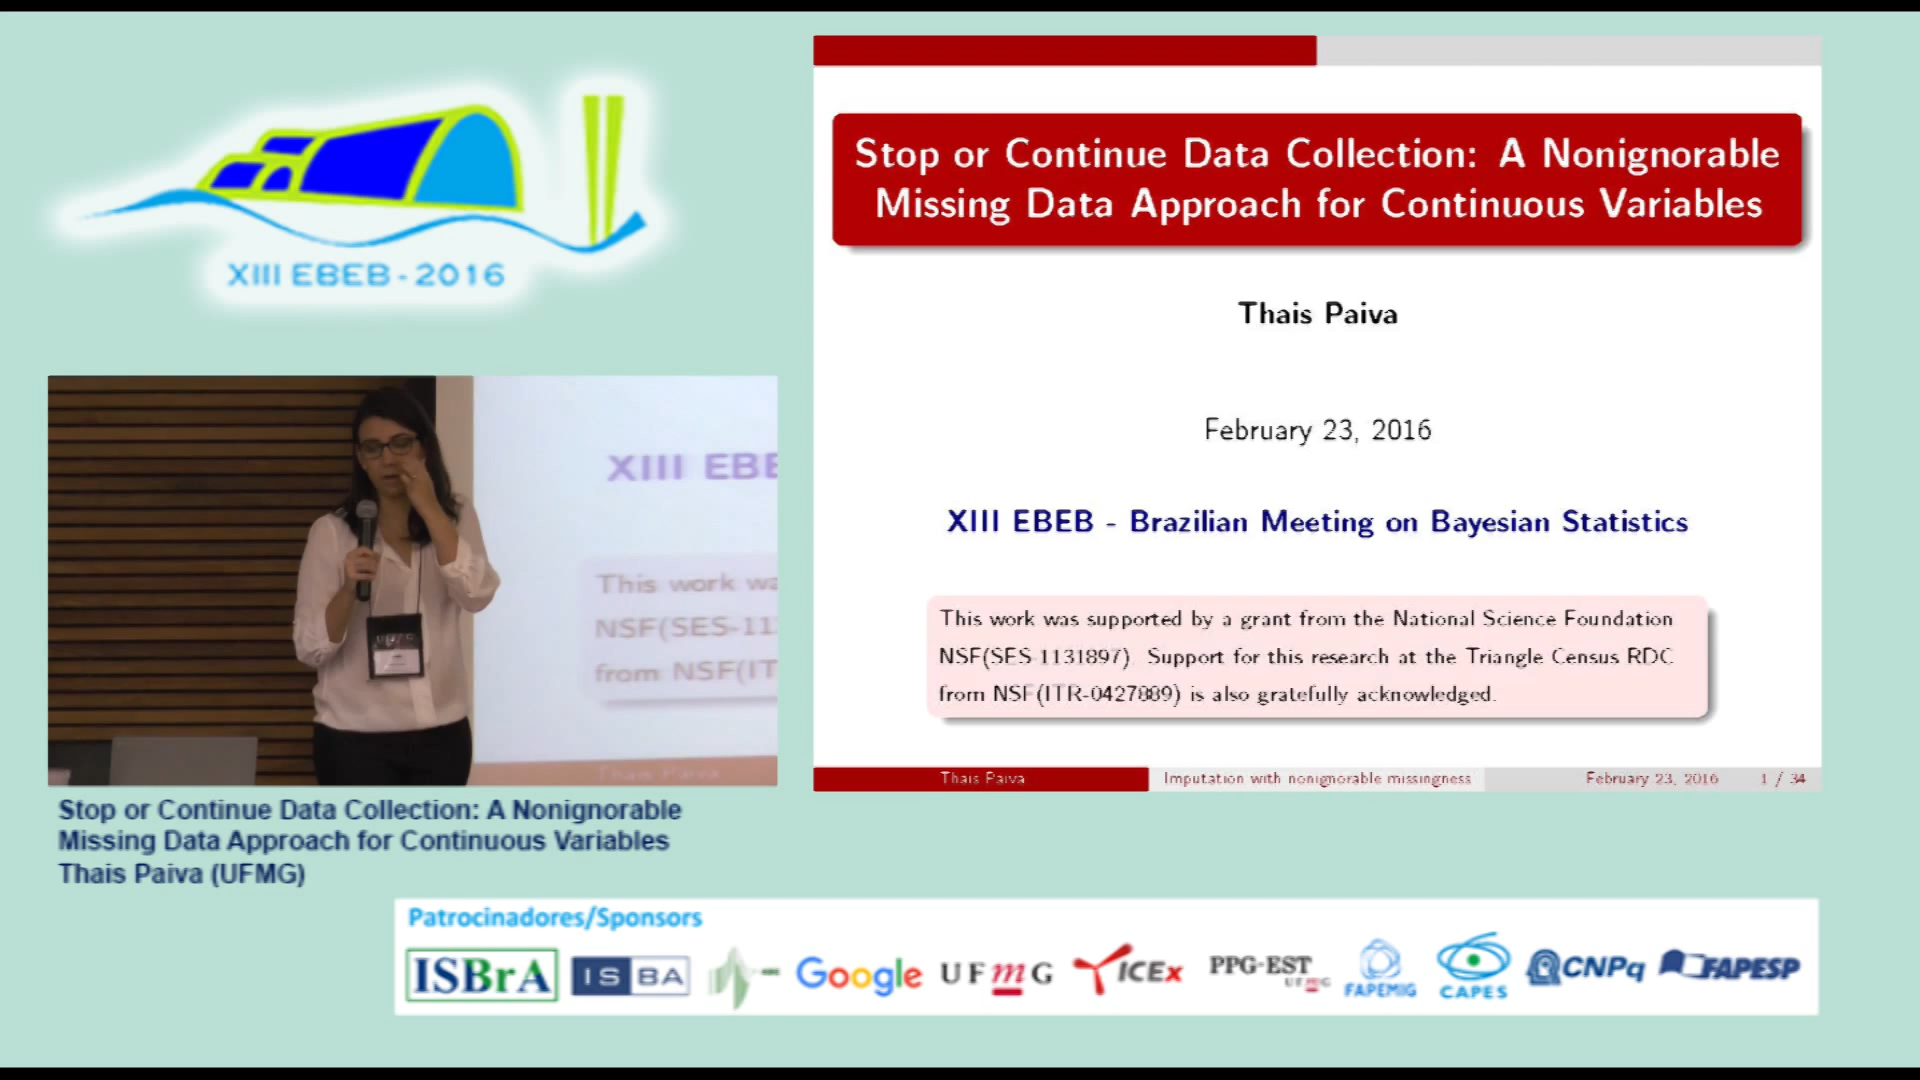 XIII EBEB - 2016
Stop or Continue Data Collection: A Nonignorable
Missing Data Approach for Continuous Variables
Thais Paiva
February 23, 2016
XIII EBEB - Brazilian Meeting on Bayesian Statistics
This work was supported by a grant from the National Science Foundation
NSF(SES-1131897) Support for this research at the Triangle Census RDC
from NSF(ITR-0427889) is also gratefully acknowledged.
Thais Paiva Imputation with nonignorable missingness February 23, 2016 1 / 34
XIII EBE
This work wa
NSF(SES-11
from NSF(IT
Thais Paiva
Stop or Continue Data Collection: A Nonignorable
Missing Data Approach for Continuous Variables
Thais Paiva (UFMG)
Patrocinadores/Sponsors
ISBrA ISBA Google UFmG ICEx PPG-EST UFmG FAPEMIG CAPES CNPq FAPESP